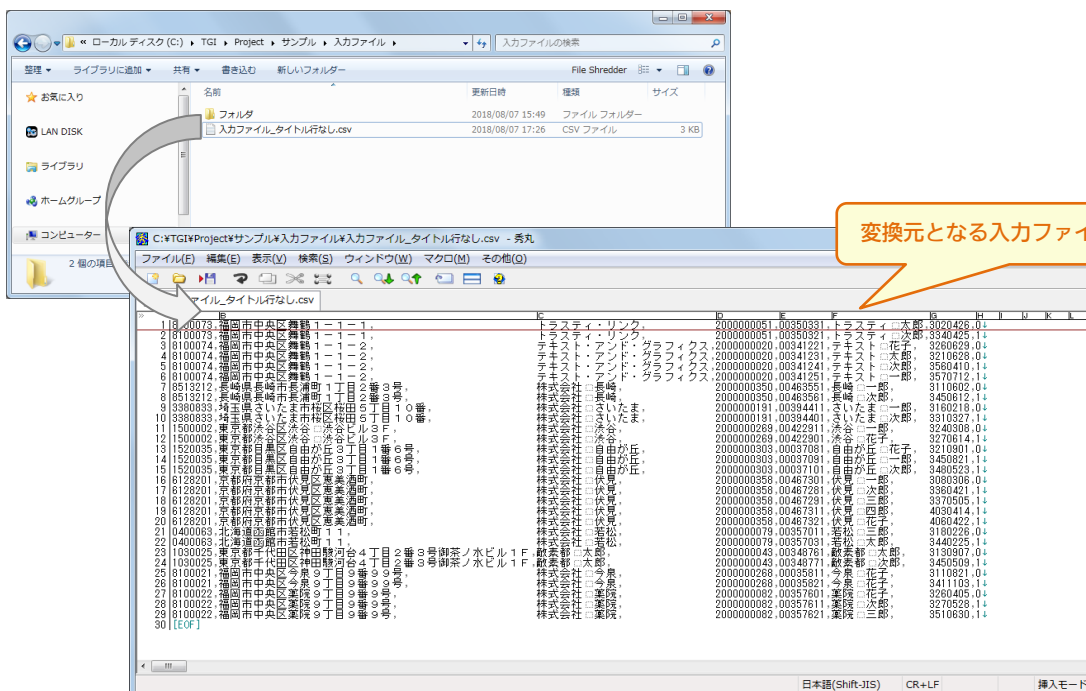 « ローカル ディスク (C:) ▸ TGI ▸ Project ▸ サンプル ▸ 入力ファイル ▸
入力ファイルの検索
整理 ▼ ライブラリに追加 ▼ 共有 ▼ 書き込む 新しいフォルダー File Shredder
名前 更新日時 種類 サイズ
お気に入り
フォルダ 2018/08/07 15:49 ファイル フォルダー
入力ファイル_タイトル行なし.csv 2018/08/07 17:26 CSV ファイル 3 KB
LAN DISK
ライブラリ
ホームグループ
コンピューター
2 個の項目
変換元となる入力ファイ
C:¥TGI¥Project¥サンプル¥入力ファイル¥入力ファイル_タイトル行なし.csv - 秀丸
ファイル(F) 編集(E) 表示(V) 検索(S) ウィンドウ(W) マクロ(M) その他(O)
イル_タイトル行なし.csv
B C D E F G H I J K L
1 8100073,福岡市中央区舞鶴1-1-1, トラスティ・リンク, 2000000051,00350331,トラスティ□太郎,3020426,0↓
2 8100073,福岡市中央区舞鶴1-1-1, トラスティ・リンク, 2000000051,00350321,トラスティ□次郎,3340425,1↓
3 8100074,福岡市中央区舞鶴1-1-2, テキスト・アンド・グラフィクス,2000000020,00341221,テキスト□花子, 3260629,0↓
4 8100074,福岡市中央区舞鶴1-1-2, テキスト・アンド・グラフィクス,2000000020,00341231,テキスト□太郎, 3210628,0↓
5 8100074,福岡市中央区舞鶴1-1-2, テキスト・アンド・グラフィクス,2000000020,00341241,テキスト□次郎, 3560410,1↓
6 8100074,福岡市中央区舞鶴1-1-2, テキスト・アンド・グラフィクス,2000000020,00341251,テキスト□一郎, 3570712,1↓
7 8513212,長崎県長崎市長浦町1丁目2番3号, 株式会社□長崎, 2000000350,00463551,長崎□一郎, 3110602,0↓
8 8513212,長崎県長崎市長浦町1丁目2番3号, 株式会社□長崎, 2000000350,00463561,長崎□次郎, 3450612,1↓
9 3380833,埼玉県さいたま市桜区桜田5丁目10番, 株式会社□さいたま, 2000000191,00394411,さいたま□一郎, 3160218,0↓
10 3380833,埼玉県さいたま市桜区桜田5丁目10番, 株式会社□さいたま, 2000000191,00394401,さいたま□次郎, 3310327,1↓
11 1500002,東京都渋谷区渋谷□渋谷ビル3F, 株式会社□渋谷, 2000000269,00422911,渋谷□一郎, 3240308,0↓
12 1500002,東京都渋谷区渋谷□渋谷ビル3F, 株式会社□渋谷, 2000000269,00422901,渋谷□花子, 3270614,1↓
13 1520035,東京都目黒区自由が丘3丁目1番6号, 株式会社□自由が丘, 2000000303,00037081,自由が丘□花子, 3210901,0↓
14 1520035,東京都目黒区自由が丘3丁目1番6号, 株式会社□自由が丘, 2000000303,00037091,自由が丘□一郎, 3450821,1↓
15 1520035,東京都目黒区自由が丘3丁目1番6号, 株式会社□自由が丘, 2000000303,00037101,自由が丘□次郎, 3480523,1↓
16 6128201,京都府京都市伏見区恵美酒町, 株式会社□伏見, 2000000358,00467301,伏見□一郎, 3080306,0↓
17 6128201,京都府京都市伏見区恵美酒町, 株式会社□伏見, 2000000358,00467281,伏見□次郎, 3360421,1↓
18 6128201,京都府京都市伏見区恵美酒町, 株式会社□伏見, 2000000358,00467291,伏見□三郎, 3370505,1↓
19 6128201,京都府京都市伏見区恵美酒町, 株式会社□伏見, 2000000358,00467311,伏見□四郎, 4030414,1↓
20 6128201,京都府京都市伏見区恵美酒町, 株式会社□伏見, 2000000358,00467321,伏見□花子, 4060422,1↓
21 0400063,北海道函館市若松町11, 株式会社□若松, 2000000079,00357021,若松□三郎, 3180226,0↓
22 0400063,北海道函館市若松町11, 株式会社□若松, 2000000079,00357031,若松□太郎, 3440225,1↓
23 1030025,東京都千代田区神田駿河台4丁目2番3号御茶ノ水ビル1F,敵素都□太郎, 2000000043,00348761,敵素都□太郎, 3130907,0↓
24 1030025,東京都千代田区神田駿河台4丁目2番3号御茶ノ水ビル1F,敵素都□太郎, 2000000043,00348771,敵素都□次郎, 3450509,1↓
25 8100021,福岡市中央区今泉9丁目9番99号, 株式会社□今泉, 2000000268,00035811,今泉□花子, 3110821,0↓
26 8100021,福岡市中央区今泉9丁目9番99号, 株式会社□今泉, 2000000268,00035821,今泉□花子, 3411103,1↓
27 8100022,福岡市中央区薬院9丁目9番9号, 株式会社□薬院, 2000000082,00357601,薬院□花子, 3260405,0↓
28 8100022,福岡市中央区薬院9丁目9番9号, 株式会社□薬院, 2000000082,00357611,薬院□次郎, 3270528,1↓
29 8100022,福岡市中央区薬院9丁目9番9号, 株式会社□薬院, 2000000082,00357621,薬院□三郎, 3510630,1↓
30 [EOF]
日本語(Shift-JIS) CR+LF 挿入モード